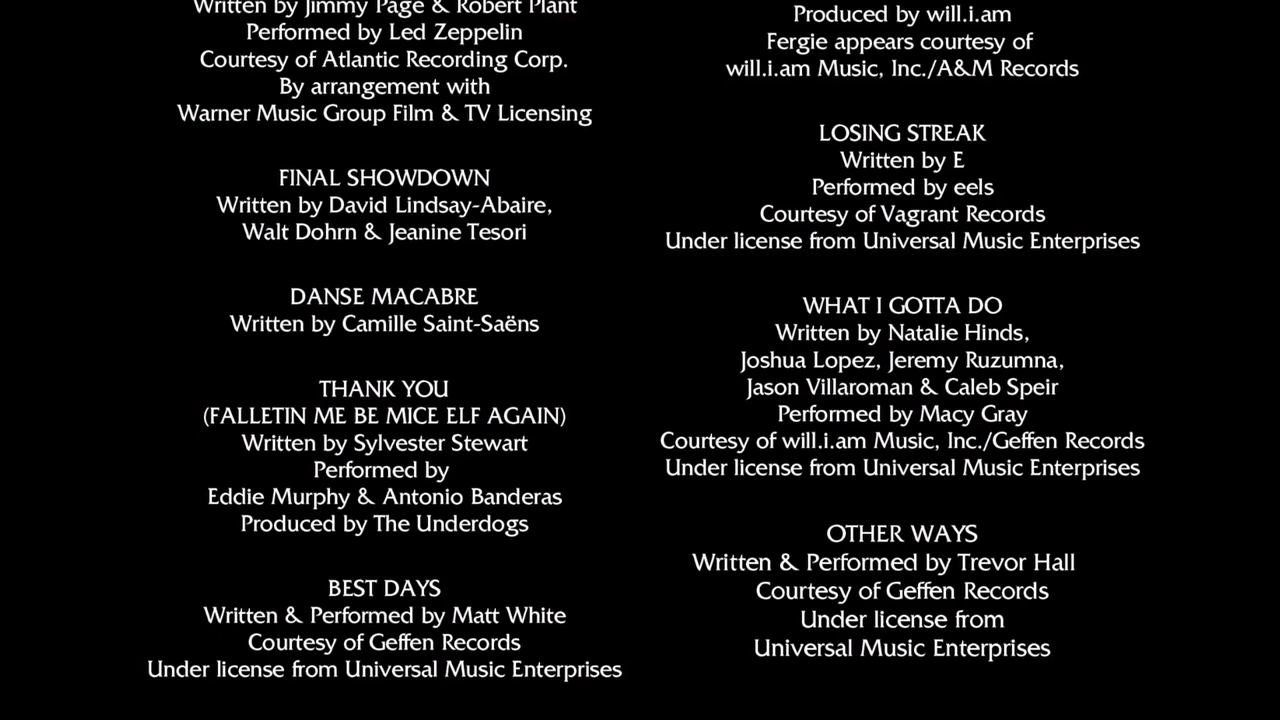 Written by Jimmy Page & Robert Plant
Performed by Led Zeppelin
Courtesy of Atlantic Recording Corp.
By arrangement with
Warner Music Group Film & TV Licensing
FINAL SHOWDOWN
Written by David Lindsay-Abaire,
Walt Dohrn & Jeanine Tesori
DANSE MACABRE
Written by Camille Saint-Saëns
THANK YOU
(FALLETIN ME BE MICE ELF AGAIN)
Written by Sylvester Stewart
Performed by
Eddie Murphy & Antonio Banderas
Produced by The Underdogs
BEST DAYS
Written & Performed by Matt White
Courtesy of Geffen Records
Under license from Universal Music Enterprises
Produced by will.i.am
Fergie appears courtesy of
will.i.am Music, Inc./A&M Records
LOSING STREAK
Written by E
Performed by eels
Courtesy of Vagrant Records
Under license from Universal Music Enterprises
WHAT I GOTTA DO
Written by Natalie Hinds,
Joshua Lopez, Jeremy Ruzumna,
Jason Villaroman & Caleb Speir
Performed by Macy Gray
Courtesy of will.i.am Music, Inc./Geffen Records
Under license from Universal Music Enterprises
OTHER WAYS
Written & Performed by Trevor Hall
Courtesy of Geffen Records
Under license from
Universal Music Enterprises